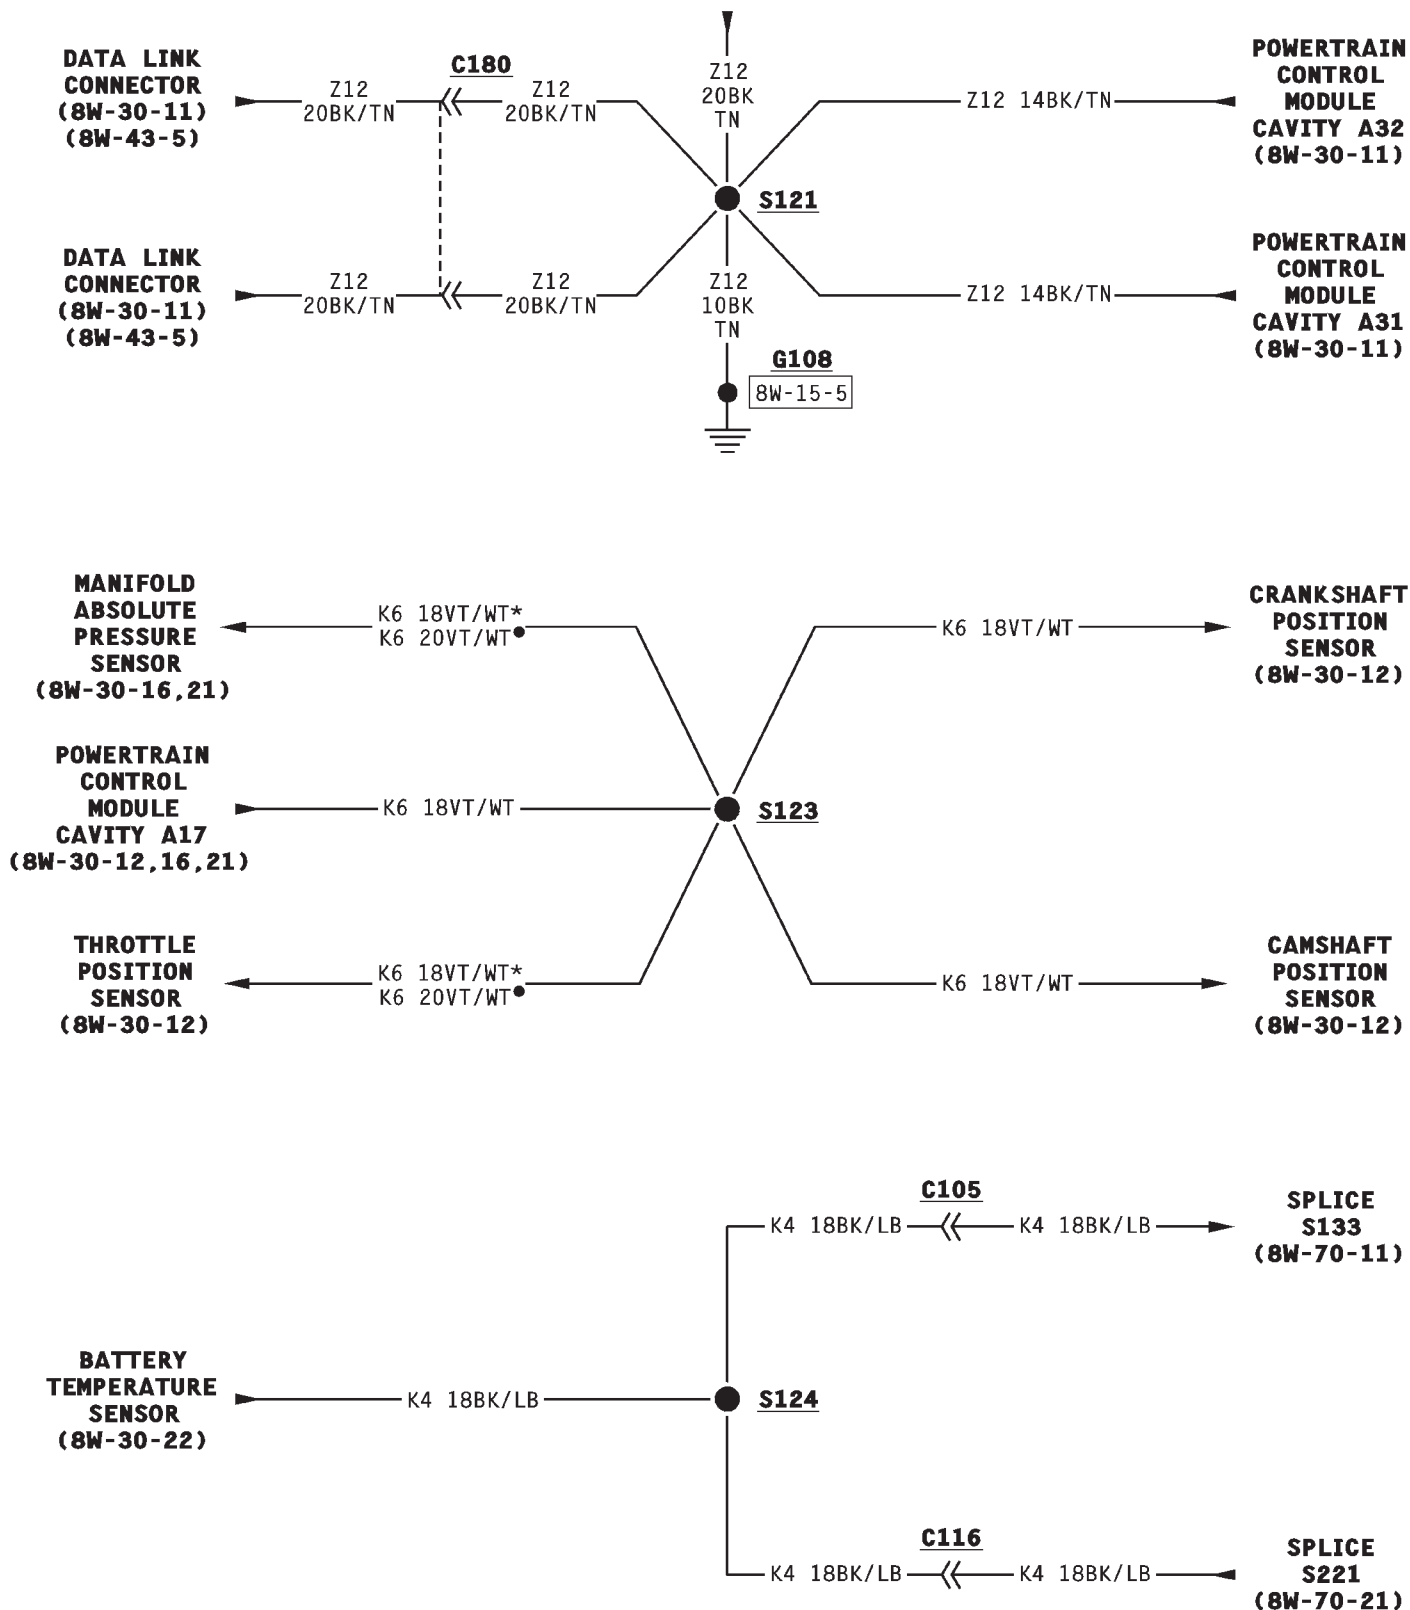 DATA LINK
CONNECTOR
(8W-30-11)
(8W-43-5)
Z12
20BK/TN
C180
Z12
20BK/TN
Z12
20BK
TN
Z12 14BK/TN
POWERTRAIN
CONTROL
MODULE
CAVITY A32
(8W-30-11)
S121
DATA LINK
CONNECTOR
(8W-30-11)
(8W-43-5)
Z12
20BK/TN
Z12
20BK/TN
Z12
10BK
TN
Z12 14BK/TN
POWERTRAIN
CONTROL
MODULE
CAVITY A31
(8W-30-11)
G108
8W-15-5
MANIFOLD
ABSOLUTE
PRESSURE
SENSOR
(8W-30-16,21)
K6 18VT/WT*
K6 20VT/WT●
K6 18VT/WT
CRANKSHAFT
POSITION
SENSOR
(8W-30-12)
POWERTRAIN
CONTROL
MODULE
CAVITY A17
(8W-30-12,16,21)
K6 18VT/WT
S123
THROTTLE
POSITION
SENSOR
(8W-30-12)
K6 18VT/WT*
K6 20VT/WT●
K6 18VT/WT
CAMSHAFT
POSITION
SENSOR
(8W-30-12)
C105
K4 18BK/LB
K4 18BK/LB
SPLICE
S133
(8W-70-11)
BATTERY
TEMPERATURE
SENSOR
(8W-30-22)
K4 18BK/LB
S124
C116
K4 18BK/LB
K4 18BK/LB
SPLICE
S221
(8W-70-21)